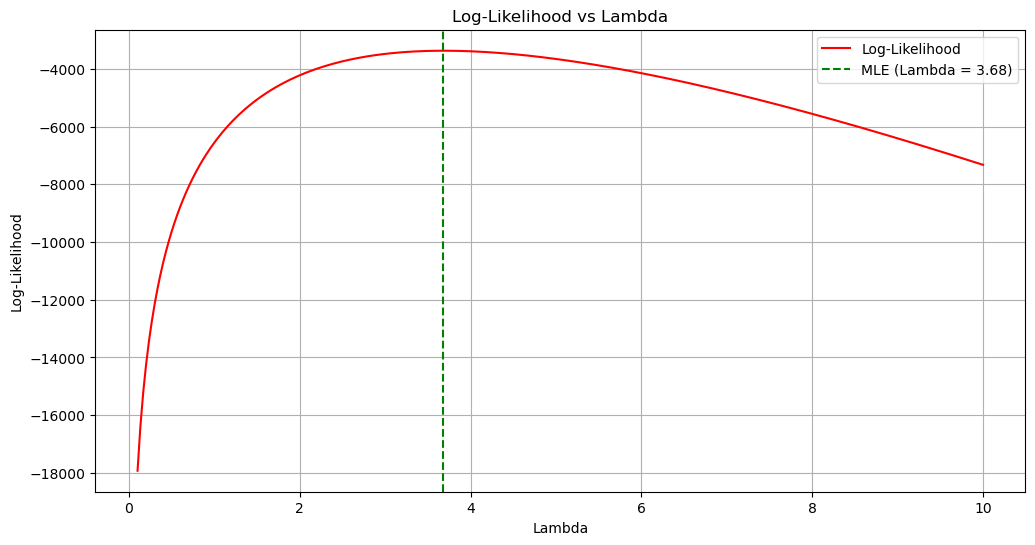 Log-Likelihood vs Lambda
Log-Likelihood
MLE (Lambda = 3.68)
Log-Likelihood
−4000
−6000
−8000
−10000
−12000
−14000
−16000
−18000
0 2 4 6 8 10
Lambda